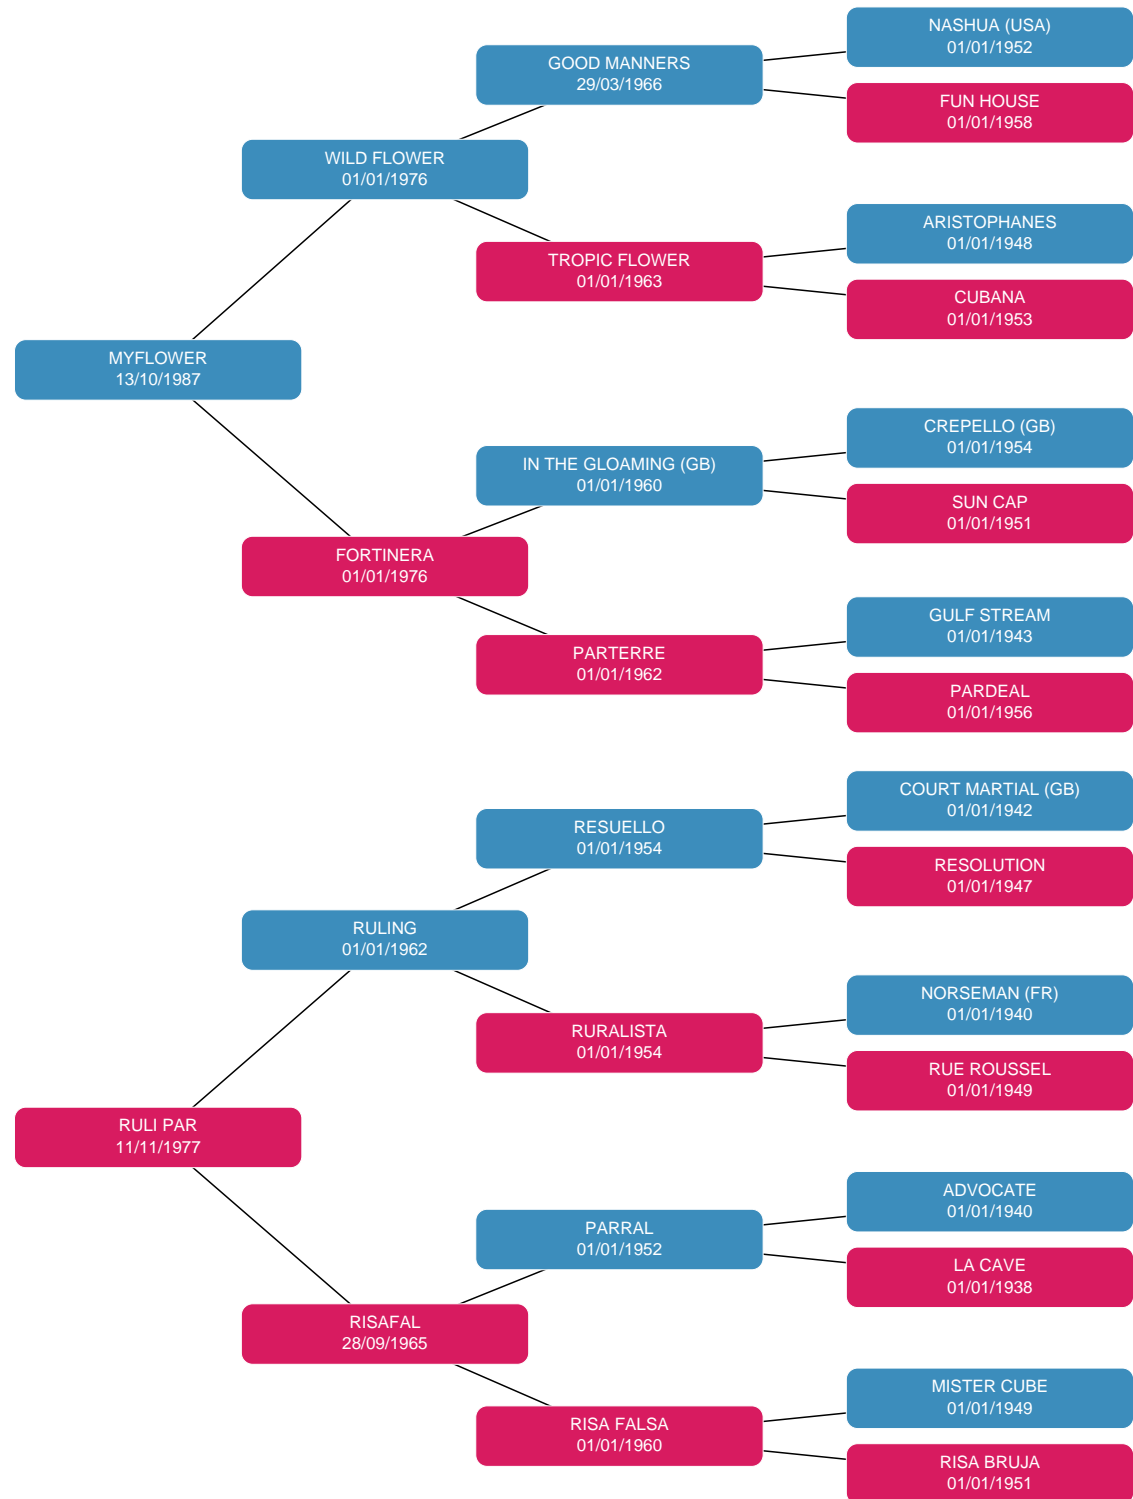 NASHUA (USA)
01/01/1952
GOOD MANNERS
29/03/1966
FUN HOUSE
01/01/1958
WILD FLOWER
01/01/1976
ARISTOPHANES
01/01/1948
TROPIC FLOWER
01/01/1963
CUBANA
01/01/1953
MYFLOWER
13/10/1987
CREPELLO (GB)
01/01/1954
IN THE GLOAMING (GB)
01/01/1960
SUN CAP
01/01/1951
FORTINERA
01/01/1976
GULF STREAM
01/01/1943
PARTERRE
01/01/1962
PARDEAL
01/01/1956
COURT MARTIAL (GB)
01/01/1942
RESUELLO
01/01/1954
RESOLUTION
01/01/1947
RULING
01/01/1962
NORSEMAN (FR)
01/01/1940
RURALISTA
01/01/1954
RUE ROUSSEL
01/01/1949
RULI PAR
11/11/1977
ADVOCATE
01/01/1940
PARRAL
01/01/1952
LA CAVE
01/01/1938
RISAFAL
28/09/1965
MISTER CUBE
01/01/1949
RISA FALSA
01/01/1960
RISA BRUJA
01/01/1951